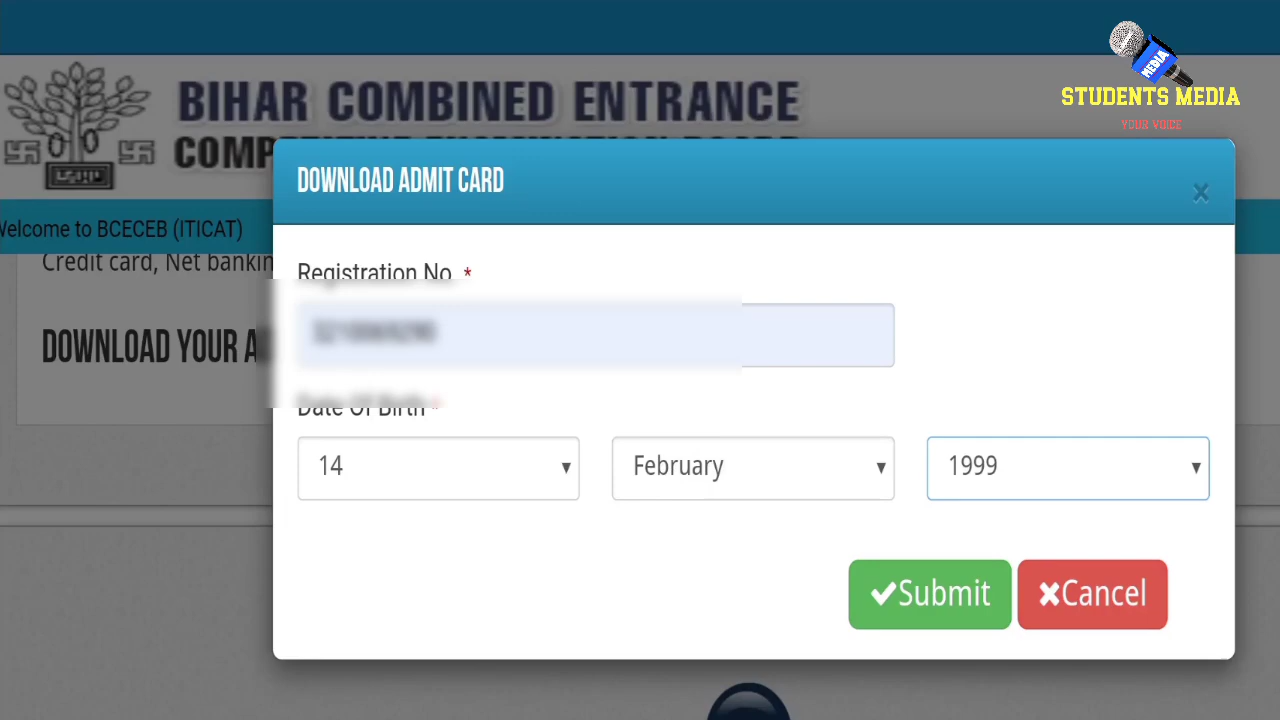 MEDIA
STUDENTS MEDIA
YOUR VOICE
BIHAR COMBINED ENTRANCE
DOWNLOAD ADMIT CARD
×
Welcome to BCECEB (ITICAT)
Credit card, Net bankin
Registration No. *
DOWNLOAD YOUR A
Date Of Birth *
14 February 1999
Submit Cancel